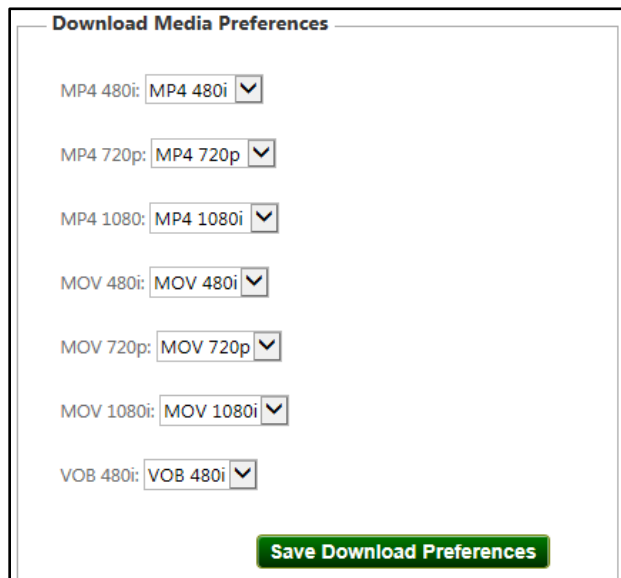 Download Media Preferences
MP4 480i: MP4 480i
MP4 720p: MP4 720p
MP4 1080: MP4 1080i
MOV 480i: MOV 480i
MOV 720p: MOV 720p
MOV 1080i: MOV 1080i
VOB 480i: VOB 480i
Save Download Preferences